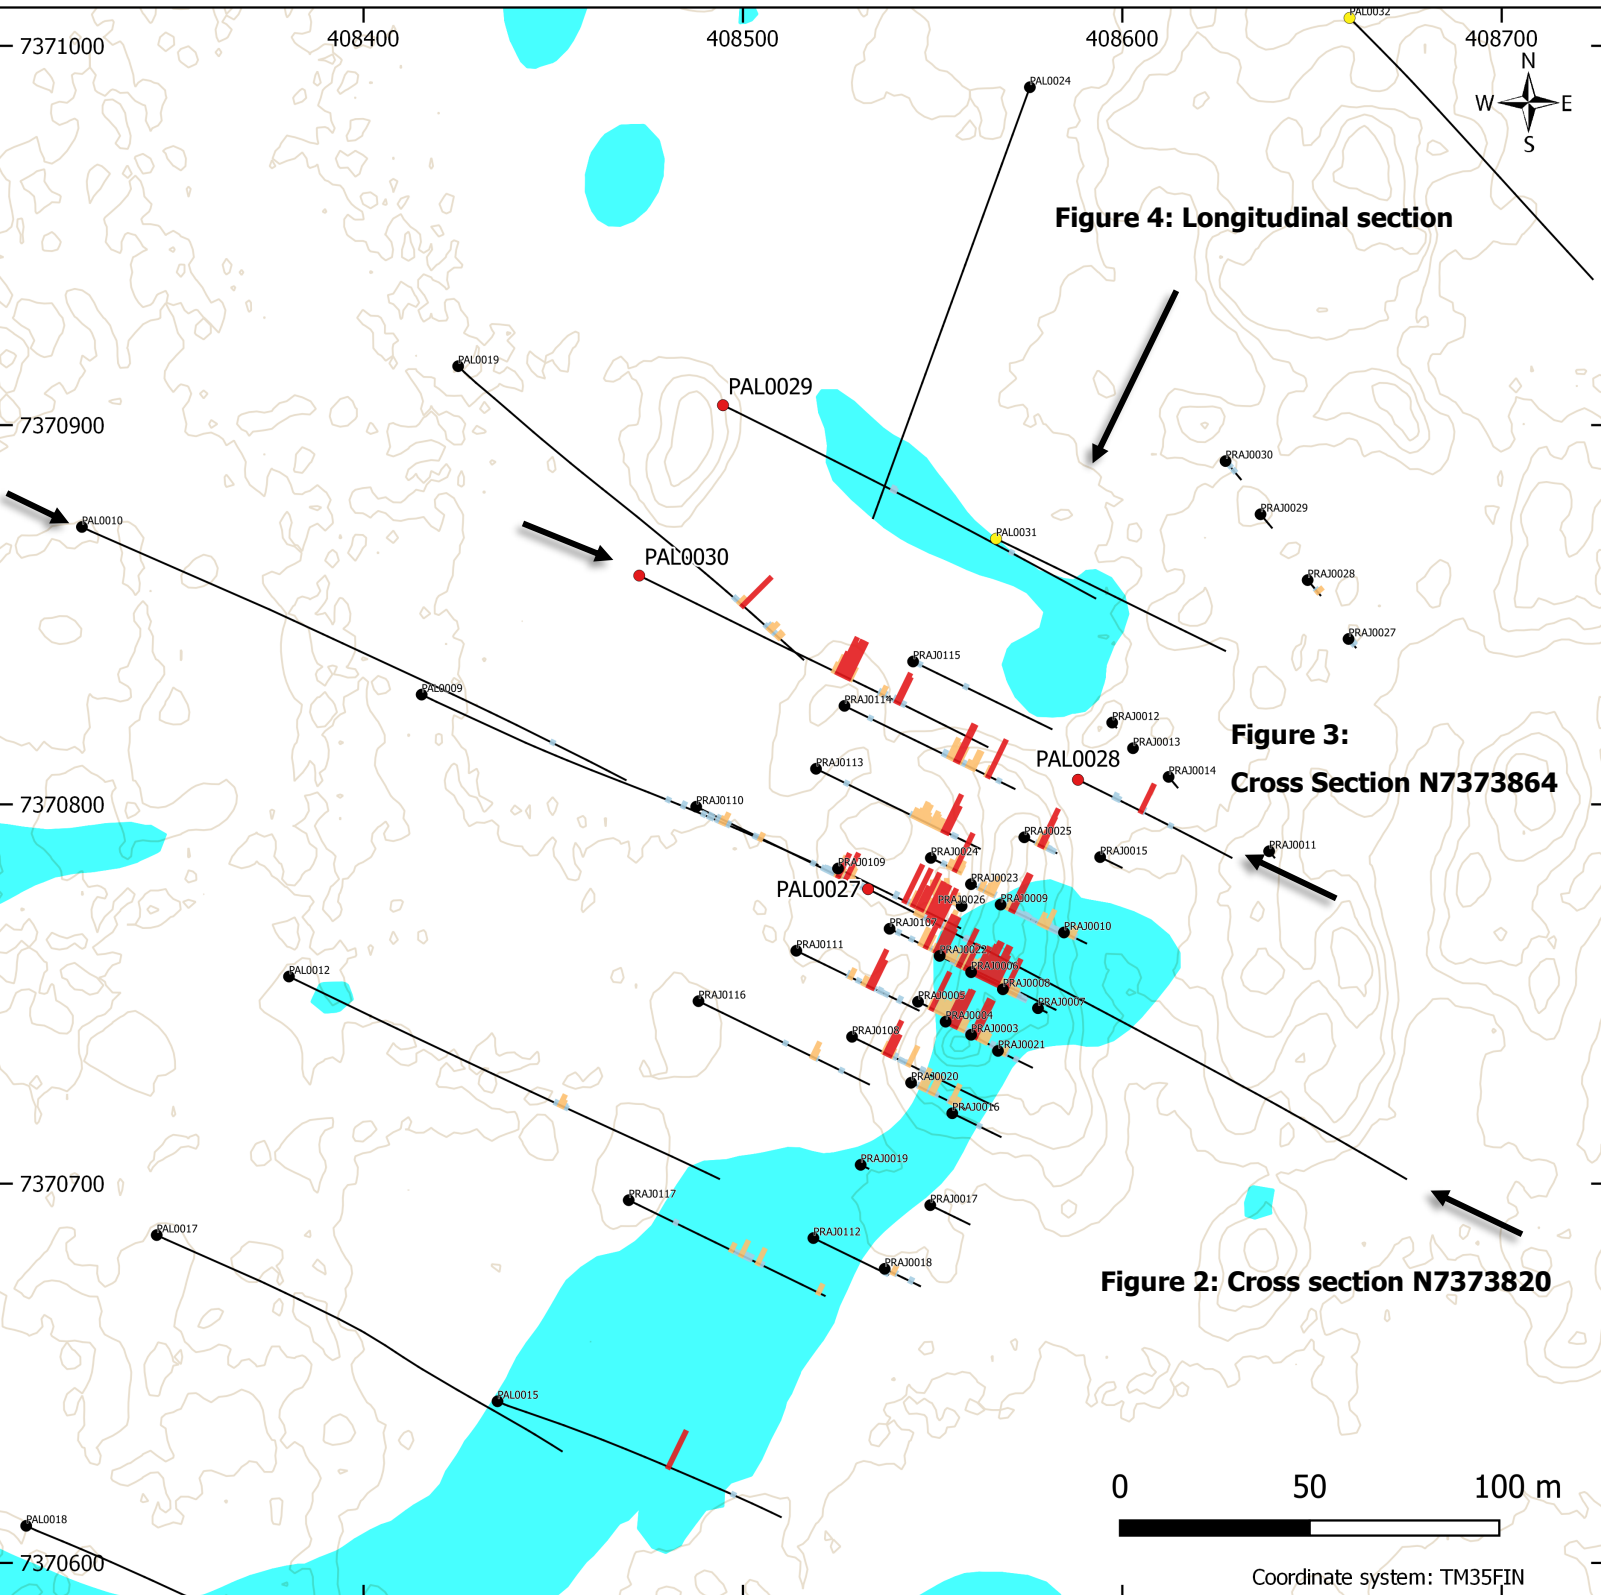 PAL0032
408400
408500
408600
408700
7371000
N
W E
S
PAL0024
Figure 4: Longitudinal section
PAL0019
PAL0029
7370900
PRAJ0030
PAL0010
PRAJ0029
PAL0031
PAL0030
PRAJ0028
PRAJ0027
PRAJ0115
PAL0009
PRAJ0114
PRAJ0012
Figure 3:
PRAJ0013
PAL0028
PRAJ0113
PRAJ0014
Cross Section N7373864
7370800
PRAJ0110
PRAJ0025
PRAJ0011
PRAJ0024
PRAJ0015
PRAJ0109
PRAJ0023
PAL0027
PRAJ0026
PRAJ0009
PRAJ0107
PRAJ0010
PRAJ0111
PRAJ0022
PRAJ0006
PAL0012
PRAJ0008
PRAJ0116
PRAJ0005
PRAJ0007
PRAJ0004
PRAJ0108
PRAJ0003
PRAJ0021
PRAJ0020
PRAJ0016
PRAJ0019
7370700
PRAJ0117
PRAJ0017
PAL0017
PRAJ0112
PRAJ0018
Figure 2: Cross section N7373820
PAL0015
0 50 100 m
PAL0018
7370600
Coordinate system: TM35FIN